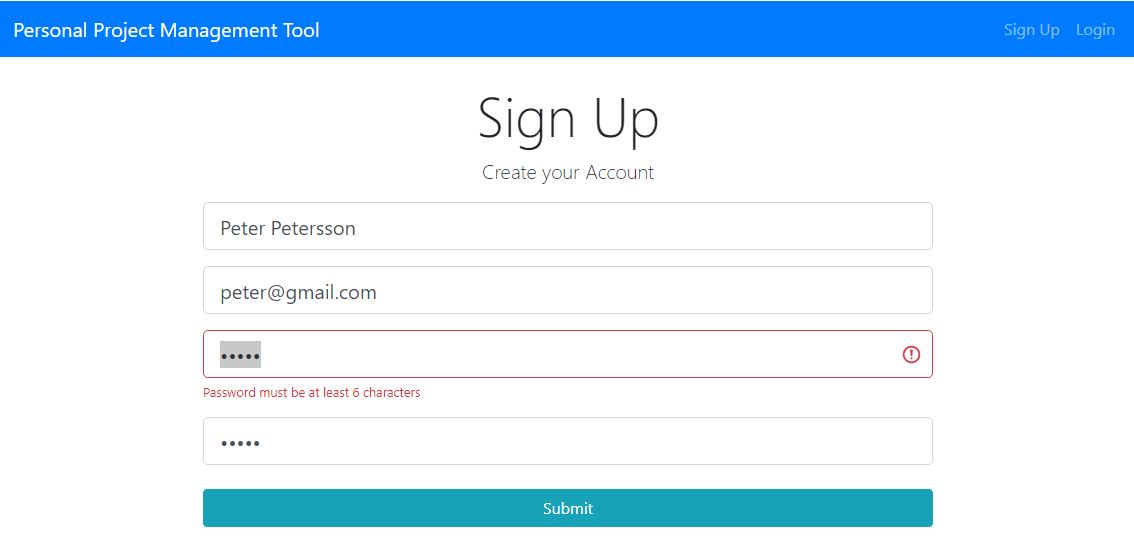 Personal Project Management Tool
Sign Up Login
Sign Up
Create your Account
Peter Petersson
peter@gmail.com
•••••
Password must be at least 6 characters
•••••
Submit